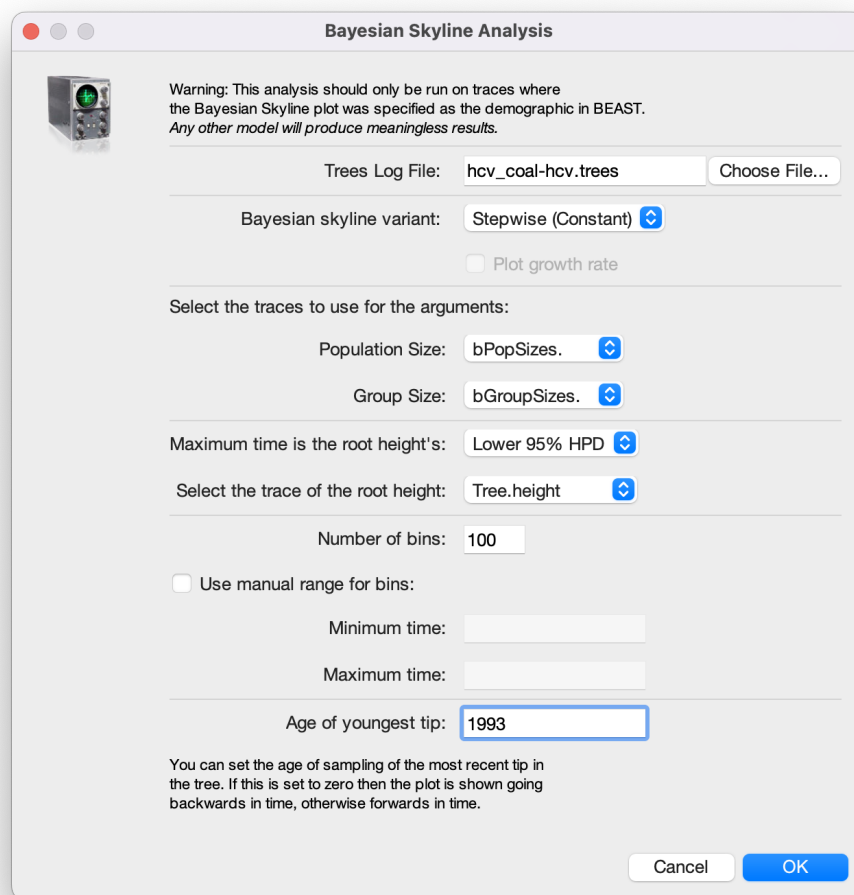 Bayesian Skyline Analysis
Warning: This analysis should only be run on traces where
the Bayesian Skyline plot was specified as the demographic in BEAST.
Any other model will produce meaningless results.
Trees Log File: hcv_coal-hcv.trees Choose File...
Bayesian skyline variant: Stepwise (Constant)
Plot growth rate
Select the traces to use for the arguments:
Population Size: bPopSizes.
Group Size: bGroupSizes.
Maximum time is the root height's: Lower 95% HPD
Select the trace of the root height: Tree.height
Number of bins: 100
Use manual range for bins:
Minimum time:
Maximum time:
Age of youngest tip: 1993
You can set the age of sampling of the most recent tip in
the tree. If this is set to zero then the plot is shown going
backwards in time, otherwise forwards in time.
Cancel OK